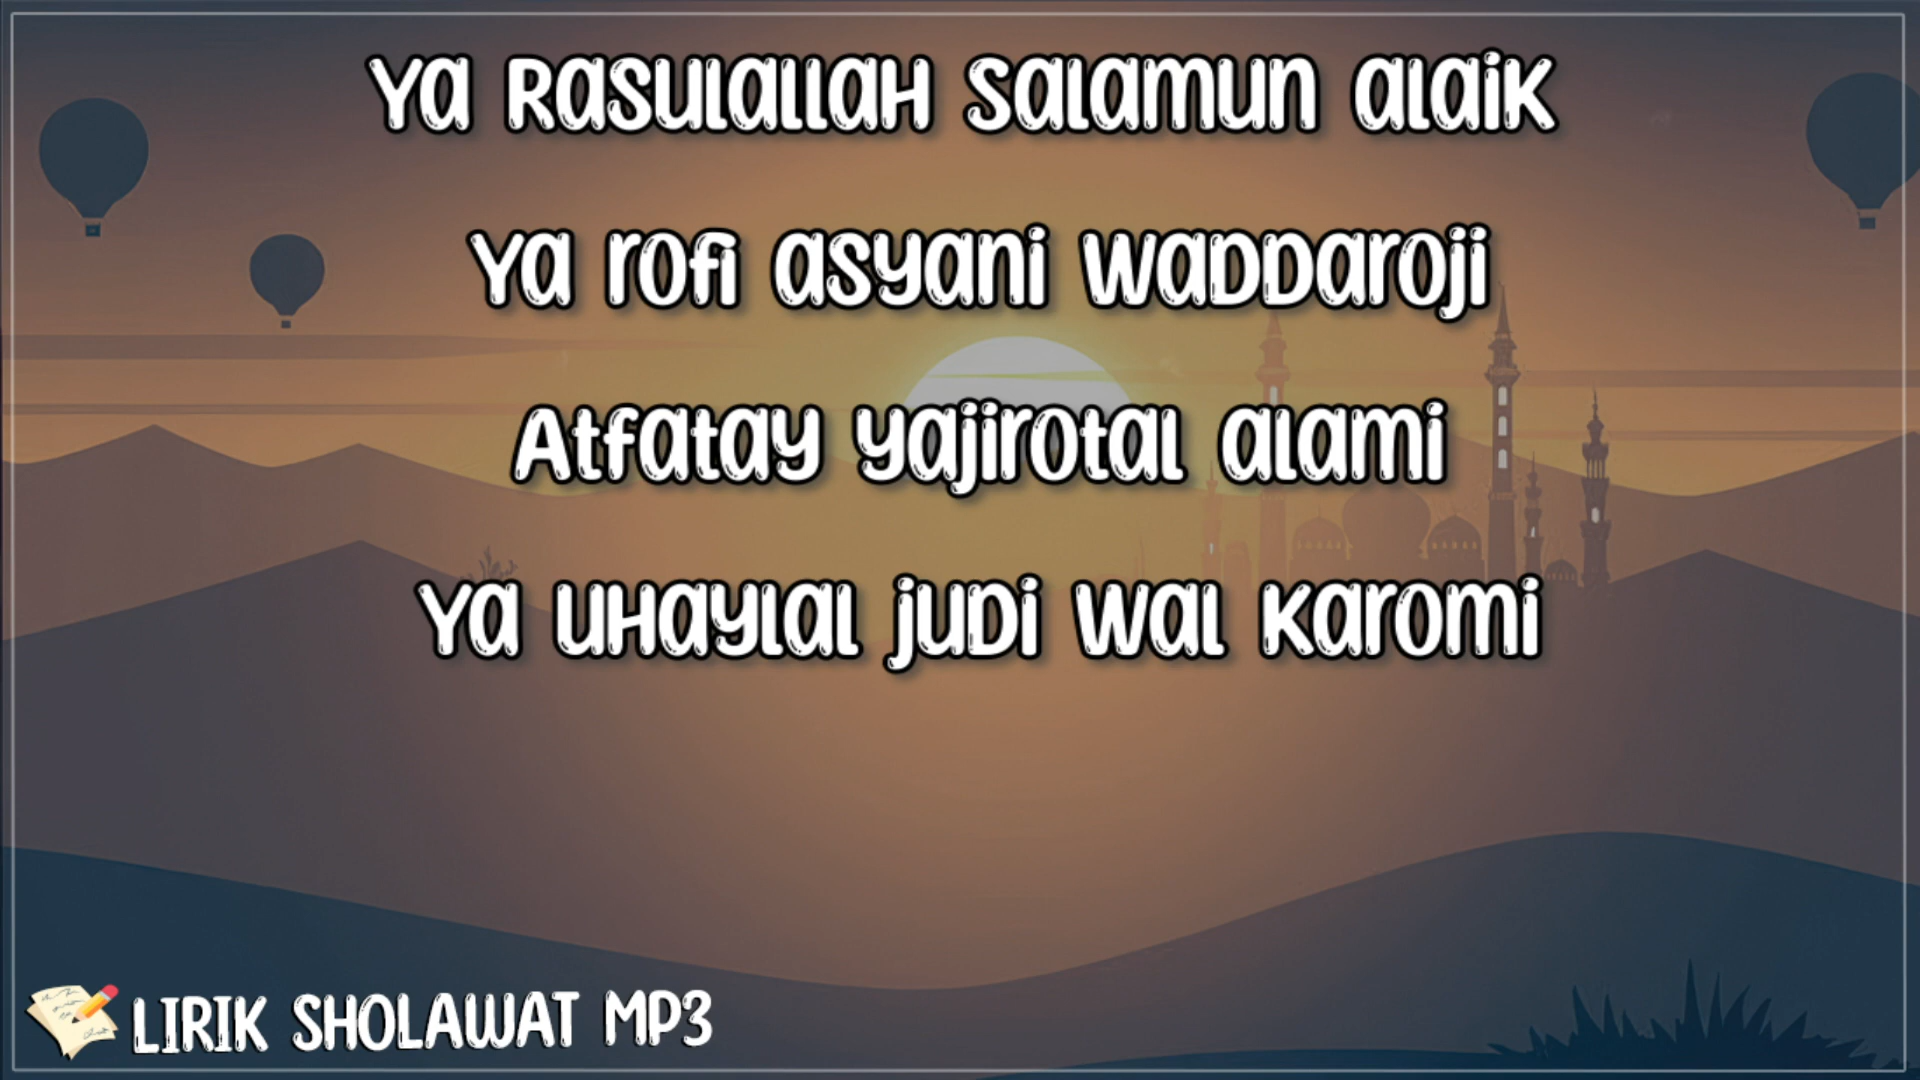 Ya Rasulallah salamun alaik
Ya rofi asyani waddaroji
Atfatay yajirotal alami
Ya uhaylal judi wal karomi
LIRIK SHOLAWAT MP3